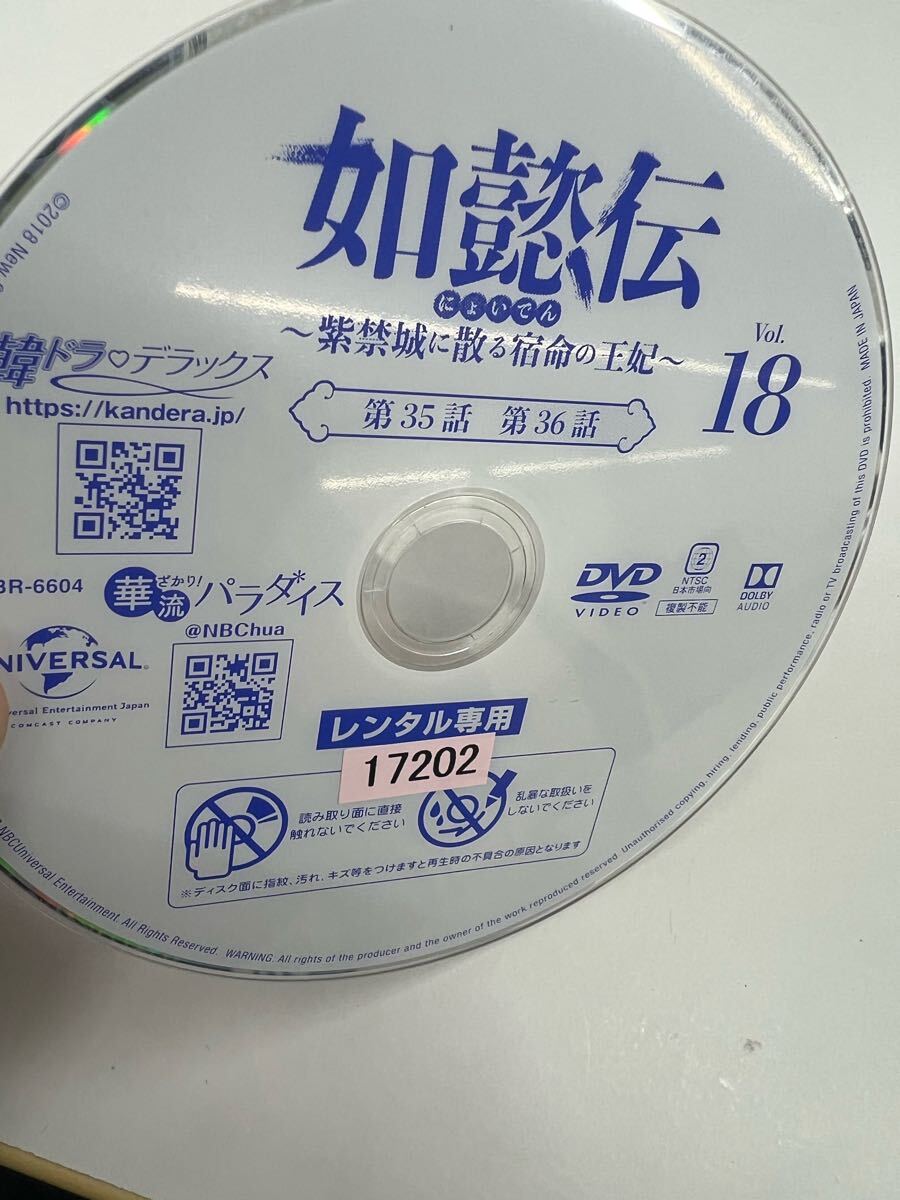 如懿伝
にょいでん
～紫禁城に散る宿命の王妃～
Vol.
18
第35話 第36話
©2018 New
韓ドラ♡デラックス
https://kandera.jp/
BR-6604
華流ざかり!パラダイス
@NBChua
NIVERSAL®
versal Entertainment Japan
COMCAST COMPANY
DVD
VIDEO
2
NTSC
日本市場向
複製不能
DOLBY
AUDIO
レンタル専用
17202
読み取り面に直接
触れないでください
乱暴な取扱いを
しないでください
※ディスク面に指紋、汚れ、キズ等をつけますと再生時の不具合の原因となります
NBCUniversal Entertainment. All Rights Reserved. WARNING. All rights of the producer and the owner of the work reproduced reserved. Unauthorised copying, hiring, lending, public performance, radio or TV broadcasting of this DVD is prohibited. MADE IN JAPAN